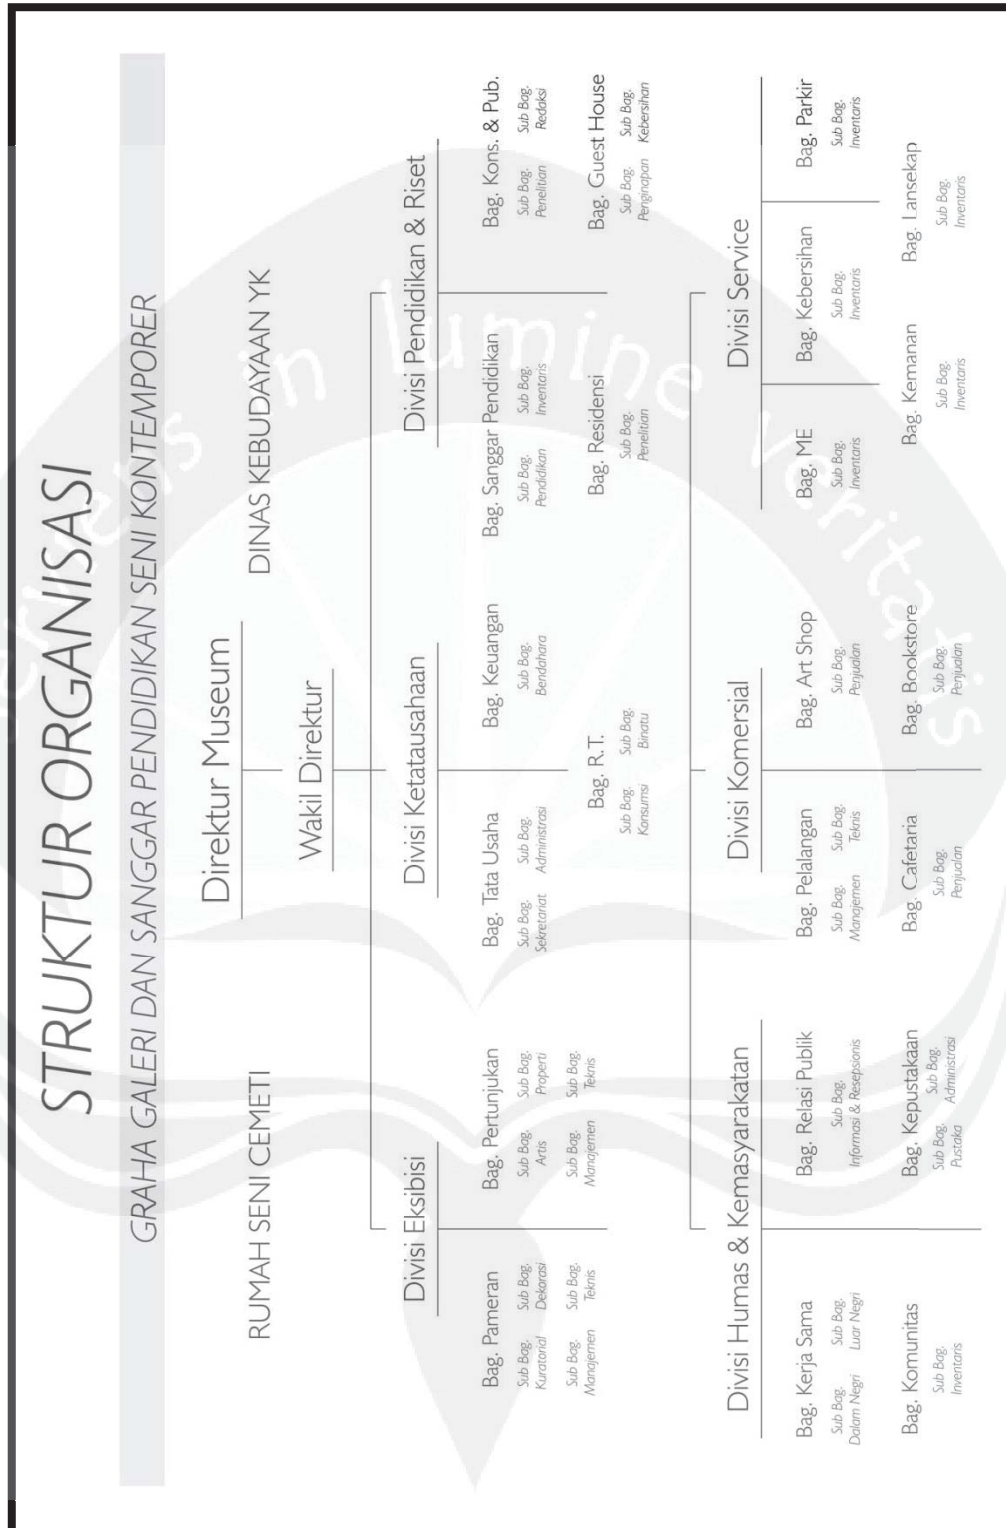 STRUKTUR ORGANISASI
GRAHA GALERI DAN SANGGAR PENDIDIKAN SENI KONTEMPORER
Direktur Museum
RUMAH SENI CEMETI
DINAS KEBUDAYAAN YK
Wakil Direktur
Divisi Eksibisi
Bag. Pameran
Sub Bag.
Kuratorial
Sub Bag.
Dekorasi
Sub Bag.
Manajemen
Sub Bag.
Teknis
Bag. Pertunjukan
Sub Bag.
Artis
Sub Bag.
Properti
Sub Bag.
Manajemen
Sub Bag.
Teknis
Divisi Ketatausahaan
Bag. Tata Usaha
Sub Bag.
Sekretariat
Sub Bag.
Administrasi
Bag. Keuangan
Sub Bag.
Bendahara
Bag. R.T.
Sub Bag.
Konsumsi
Sub Bag.
Binatu
Divisi Pendidikan & Riset
Bag. Sanggar Pendidikan
Sub Bag.
Pendidikan
Sub Bag.
Inventaris
Bag. Kons. & Pub.
Sub Bag.
Penelitian
Sub Bag.
Redaksi
Bag. Residensi
Sub Bag.
Penelitian
Bag. Guest House
Sub Bag.
Penginapan
Sub Bag.
Kebersihan
Divisi Humas & Kemasyarakatan
Bag. Kerja Sama
Sub Bag.
Dalam Negri
Sub Bag.
Luar Negri
Bag. Relasi Publik
Sub Bag.
Informasi & Resepsionis
Bag. Komunitas
Sub Bag.
Inventaris
Bag. Kepustakaan
Sub Bag.
Pustaka
Sub Bag.
Administrasi
Divisi Komersial
Bag. Pelalangan
Sub Bag.
Manajemen
Sub Bag.
Teknis
Bag. Art Shop
Sub Bag.
Penjualan
Bag. Cafetaria
Sub Bag.
Penjualan
Bag. Bookstore
Sub Bag.
Penjualan
Divisi Service
Bag. ME
Sub Bag.
Inventaris
Bag. Kebersihan
Sub Bag.
Inventaris
Bag. Parkir
Sub Bag.
Inventaris
Bag. Kemanan
Sub Bag.
Inventaris
Bag. Lansekap
Sub Bag.
Inventaris
in lumine veritatis